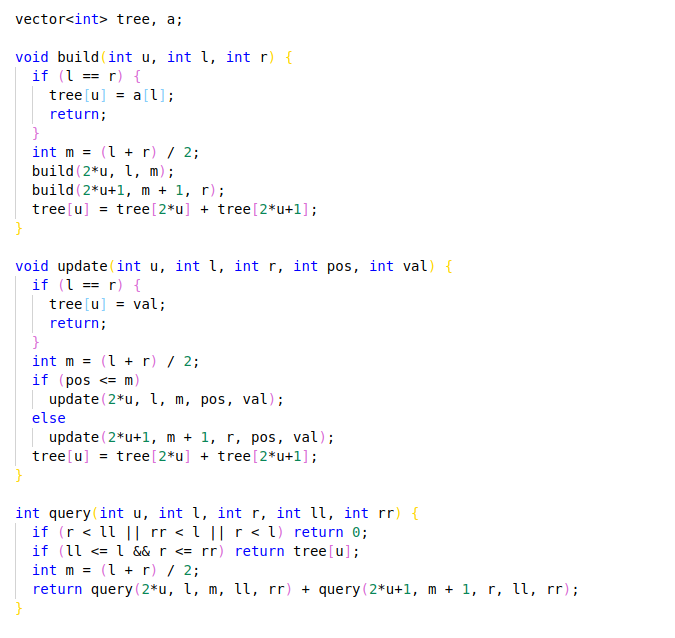 vector<int> tree, a;

void build(int u, int l, int r) {
  if (l == r) {
    tree[u] = a[l];
    return;
  }
  int m = (l + r) / 2;
  build(2*u, l, m);
  build(2*u+1, m + 1, r);
  tree[u] = tree[2*u] + tree[2*u+1];
}

void update(int u, int l, int r, int pos, int val) {
  if (l == r) {
    tree[u] = val;
    return;
  }
  int m = (l + r) / 2;
  if (pos <= m)
    update(2*u, l, m, pos, val);
  else
    update(2*u+1, m + 1, r, pos, val);
  tree[u] = tree[2*u] + tree[2*u+1];
}

int query(int u, int l, int r, int ll, int rr) {
  if (r < ll || rr < l || r < l) return 0;
  if (ll <= l && r <= rr) return tree[u];
  int m = (l + r) / 2;
  return query(2*u, l, m, ll, rr) + query(2*u+1, m + 1, r, ll, rr);
}